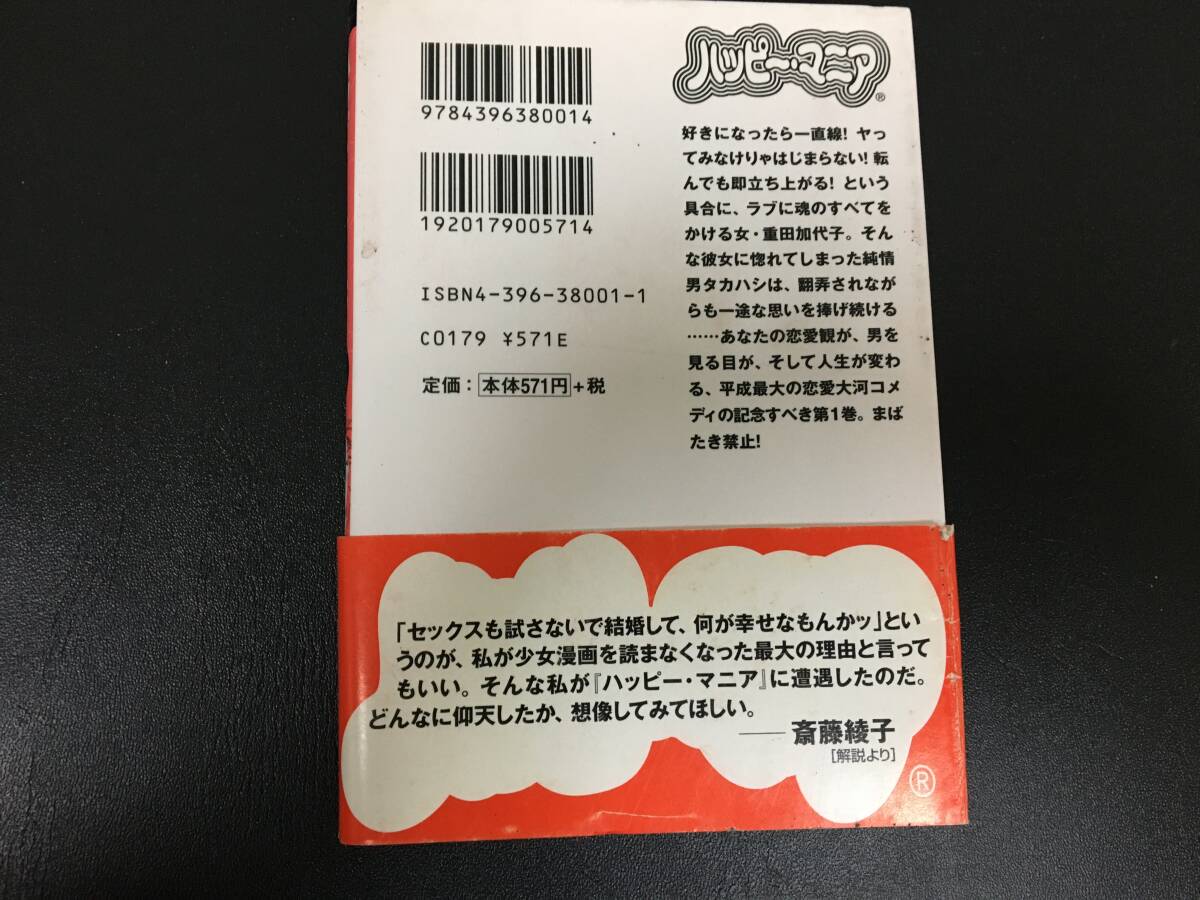 9784396380014
1920179005714
ISBN4-396-38001-1
C0179 ¥571E
定価：本体571円+税
ハッピー・マニア®
好きになったら一直線！ヤっ
てみなけりゃはじまらない！転
んでも即立ち上がる！という
具合に、ラブに魂のすべてを
かける女・重田加代子。そん
な彼女に惚れてしまった純情
男タカハシは、翻弄されなが
らも一途な思いを捧げ続ける
……あなたの恋愛観が、男を
見る目が、そして人生が変わ
る、平成最大の恋愛大河コメ
ディの記念すべき第1巻。まば
たき禁止！
「セックスも試さないで結婚して、何が幸せなもんかッ」とい
うのが、私が少女漫画を読まなくなった最大の理由と言って
もいい。そんな私が『ハッピー・マニア』に遭遇したのだ。
どんなに仰天したか、想像してみてほしい。
――斎藤綾子
［解説より］
®